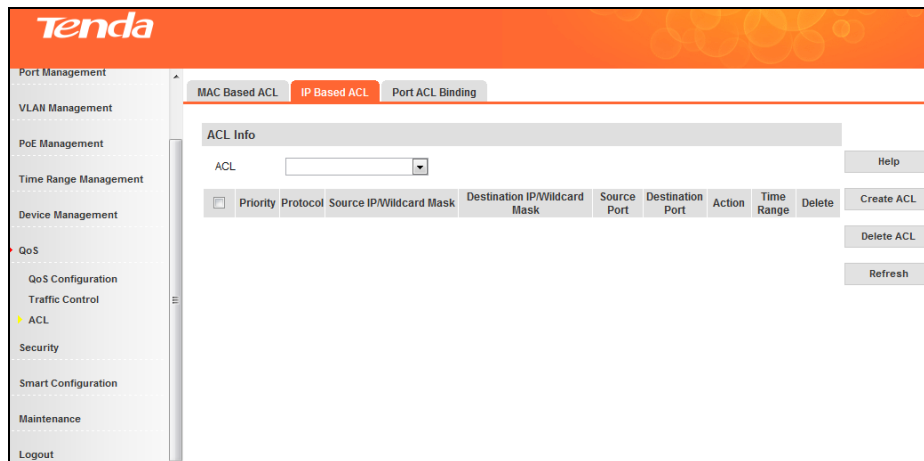 Tenda
Port Management
VLAN Management
PoE Management
Time Range Management
Device Management
QoS
QoS Configuration
Traffic Control
ACL
Security
Smart Configuration
Maintenance
Logout
MAC Based ACL
IP Based ACL
Port ACL Binding
ACL Info
ACL
Priority
Protocol
Source IP/Wildcard Mask
Destination IP/Wildcard
Mask
Source
Port
Destination
Port
Action
Time
Range
Delete
Help
Create ACL
Delete ACL
Refresh